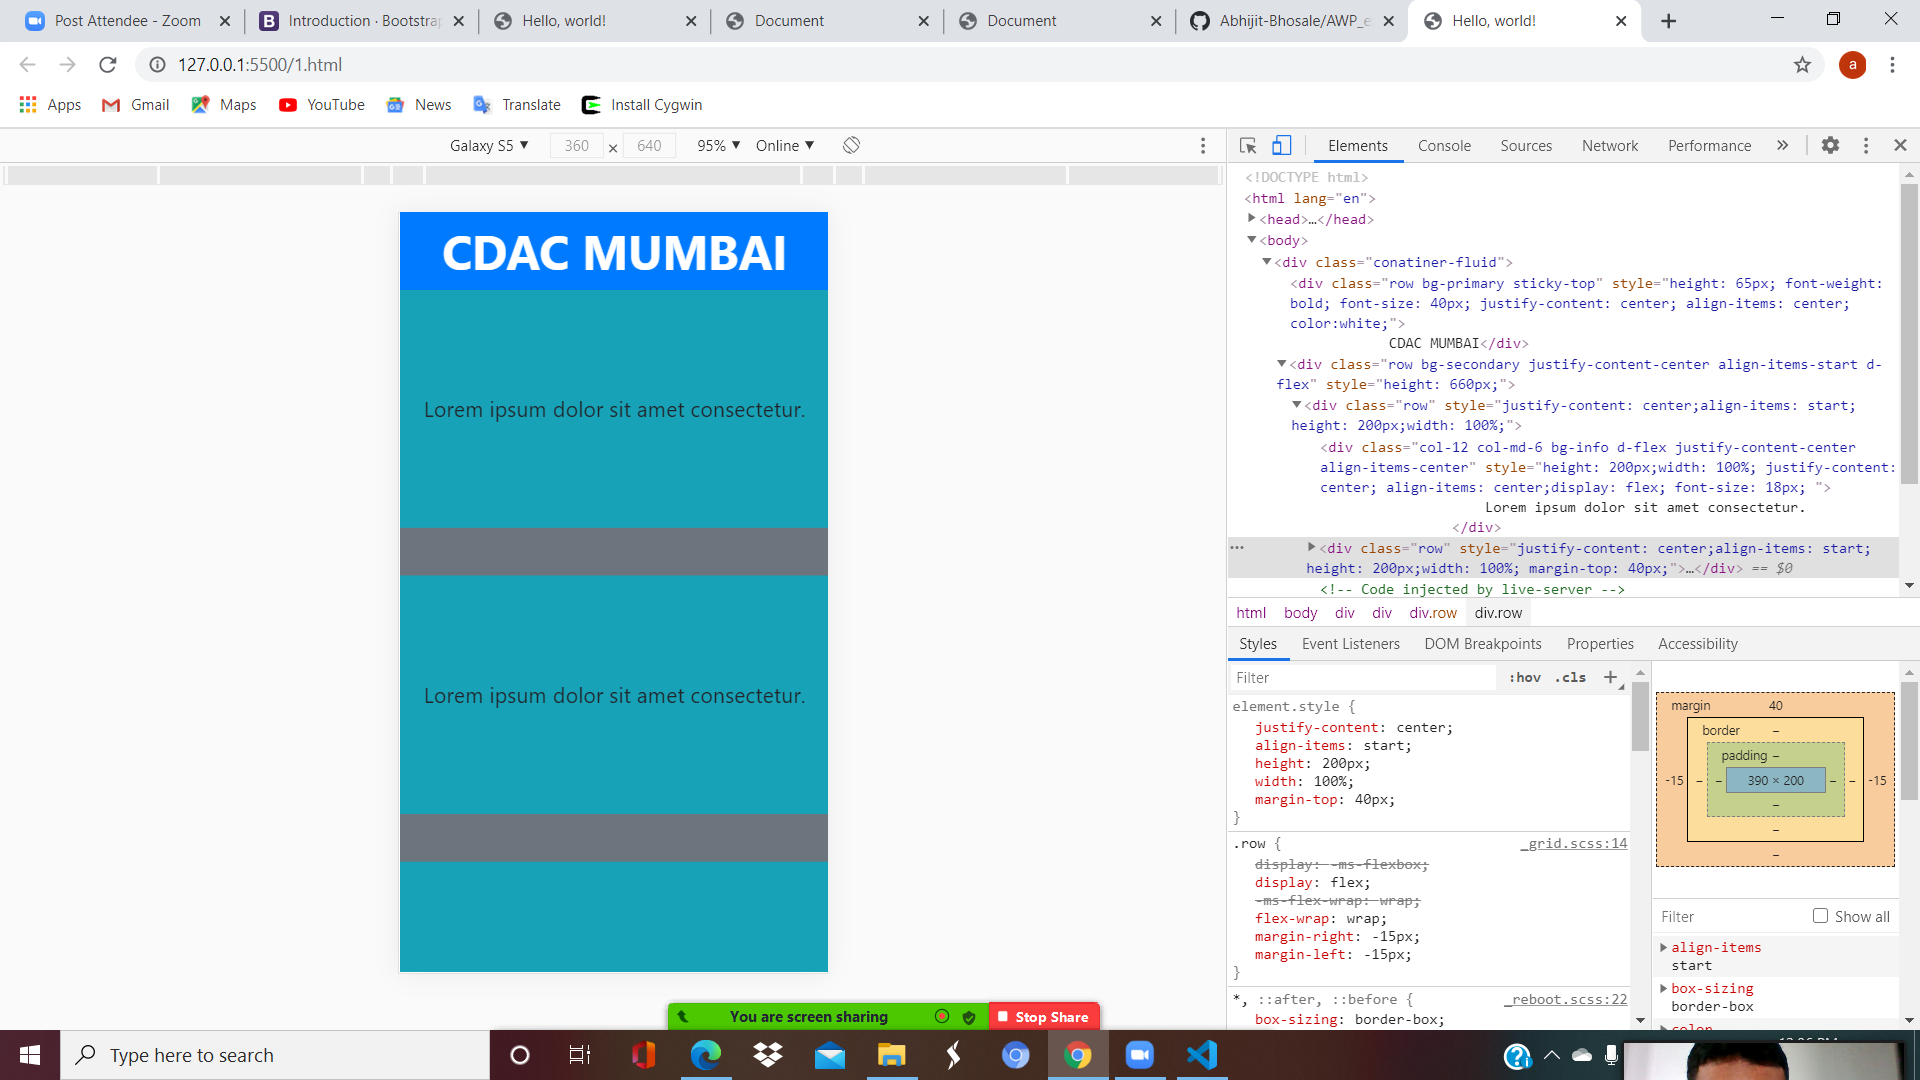 Post Attendee - Zoom
Introduction · Bootstrap
Hello, world!
Document
Document
Abhijit-Bhosale/AWP_e
Hello, world!
127.0.0.1:5500/1.html
a
Apps
Gmail
Maps
YouTube
News
Translate
Install Cygwin
Galaxy S5 ▼
360 × 640
95% ▼
Online ▼
Elements
Console
Sources
Network
Performance
»
CDAC MUMBAI
Lorem ipsum dolor sit amet consectetur.
Lorem ipsum dolor sit amet consectetur.
<!DOCTYPE html>
<html lang="en">
▶<head>…</head>
▼<body>
▼<div class="conatiner-fluid">
<div class="row bg-primary sticky-top" style="height: 65px; font-weight:
bold; font-size: 40px; justify-content: center; align-items: center;
color:white;">
CDAC MUMBAI</div>
▼<div class="row bg-secondary justify-content-center align-items-start d-
flex" style="height: 660px;">
▼<div class="row" style="justify-content: center;align-items: start;
height: 200px;width: 100%;">
<div class="col-12 col-md-6 bg-info d-flex justify-content-center
align-items-center" style="height: 200px;width: 100%; justify-content:
center; align-items: center;display: flex; font-size: 18px; ">
Lorem ipsum dolor sit amet consectetur.
</div>
▶<div class="row" style="justify-content: center;align-items: start;
height: 200px;width: 100%; margin-top: 40px;">…</div> == $0
<!-- Code injected by live-server -->
html body div div div.row div.row
Styles
Event Listeners
DOM Breakpoints
Properties
Accessibility
Filter
:hov .cls +
element.style {
justify-content: center;
align-items: start;
height: 200px;
width: 100%;
margin-top: 40px;
}
.row { _grid.scss:14
display: -ms-flexbox;
display: flex;
-ms-flex-wrap: wrap;
flex-wrap: wrap;
margin-right: -15px;
margin-left: -15px;
}
*, ::after, ::before { _reboot.scss:22
box-sizing: border-box;
margin 40
border –
padding –
-15 – – 390 × 200 – – -15
–
–
–
Filter
Show all
align-items
start
box-sizing
border-box
You are screen sharing
Stop Share
Type here to search